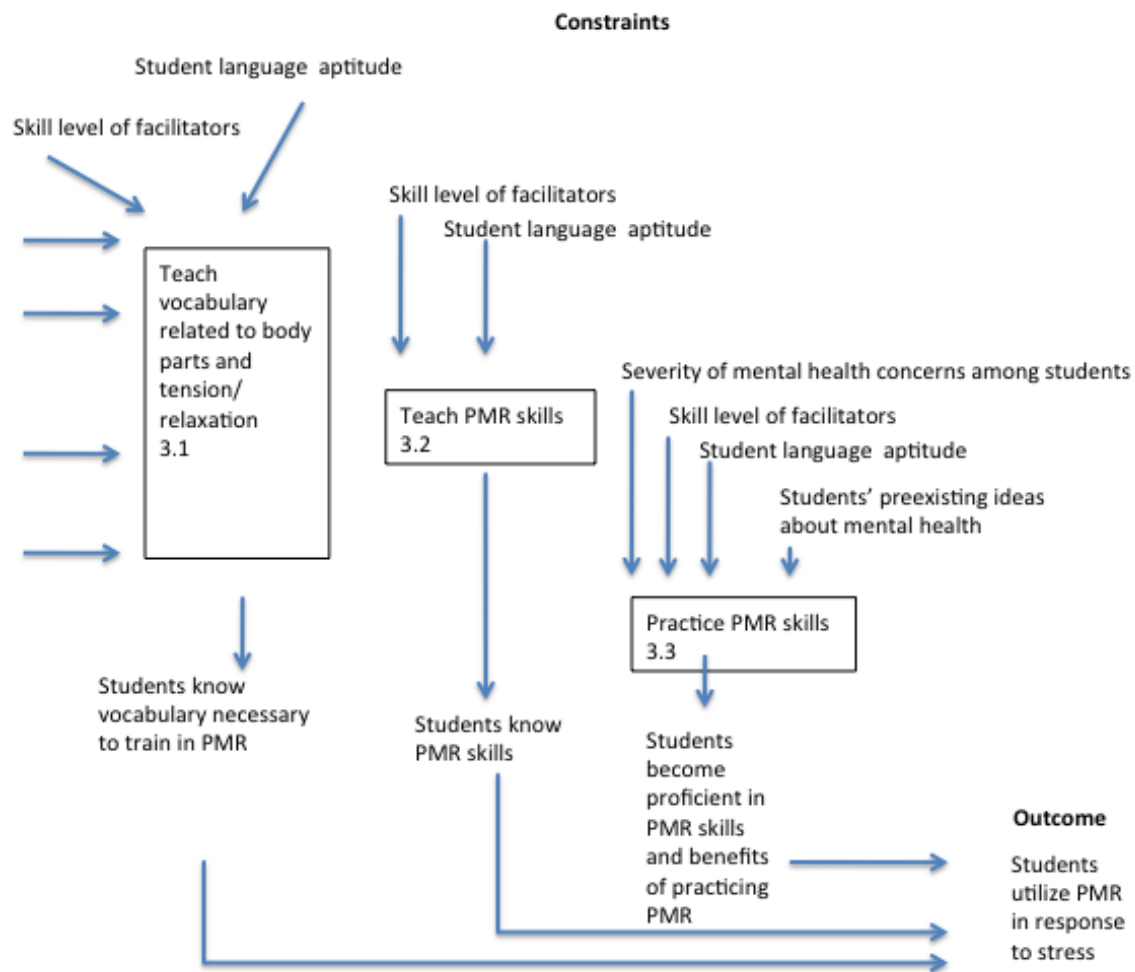 Constraints
Student language aptitude
Skill level of facilitators
Skill level of facilitators
Student language aptitude
Teach
vocabulary
related to body
parts and
tension/
relaxation
3.1
Severity of mental health concerns among students
Teach PMR skills
3.2
Skill level of facilitators
Student language aptitude
Students’ preexisting ideas
about mental health
Practice PMR skills
3.3
Students know
vocabulary necessary
to train in PMR
Students know
PMR skills
Students
become
proficient in
PMR skills
and benefits
of practicing
PMR
Outcome
Students
utilize PMR
in response
to stress